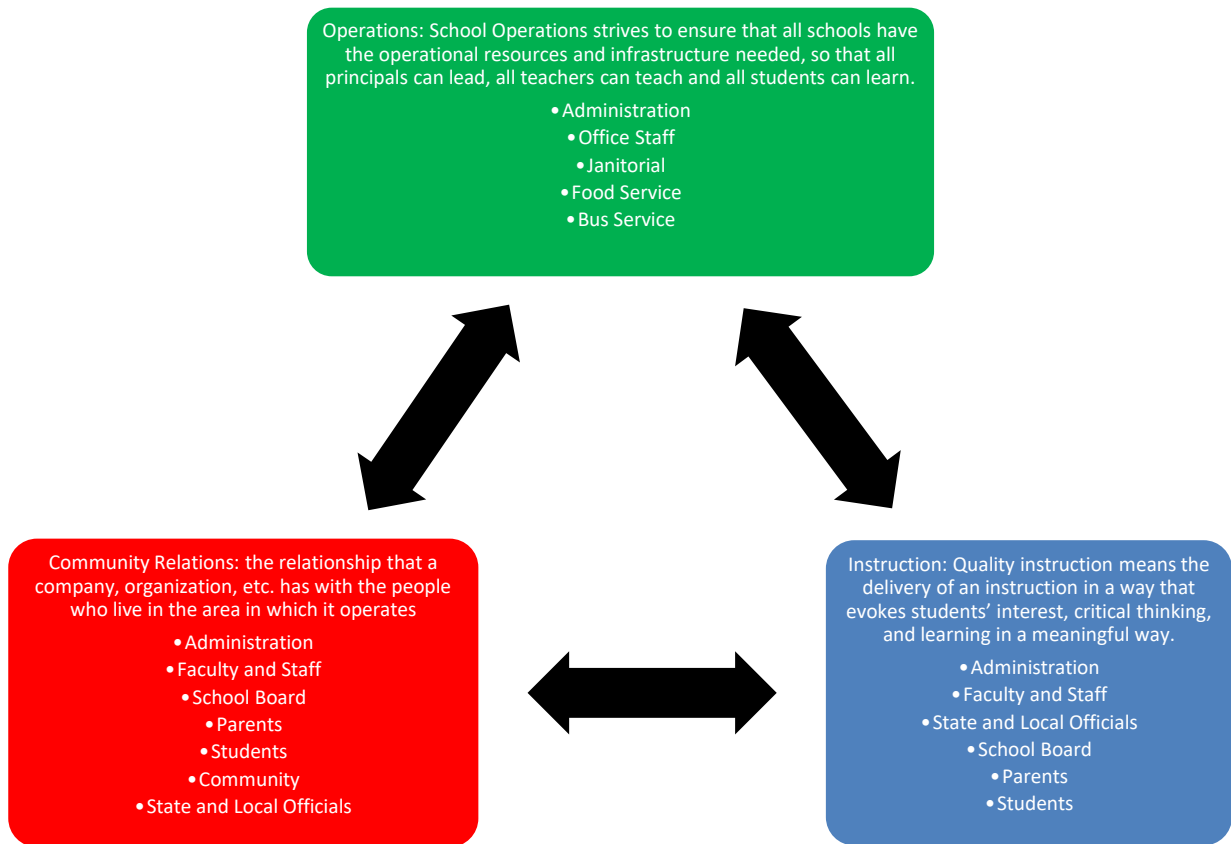 Operations: School Operations strives to ensure that all schools have
the operational resources and infrastructure needed, so that all
principals can lead, all teachers can teach and all students can learn.
•Administration
•Office Staff
•Janitorial
•Food Service
•Bus Service
Community Relations: the relationship that a
company, organization, etc. has with the people
who live in the area in which it operates
•Administration
•Faculty and Staff
•School Board
•Parents
•Students
•Community
•State and Local Officials
Instruction: Quality instruction means the
delivery of an instruction in a way that
evokes students’ interest, critical thinking,
and learning in a meaningful way.
•Administration
•Faculty and Staff
•State and Local Officials
•School Board
•Parents
•Students